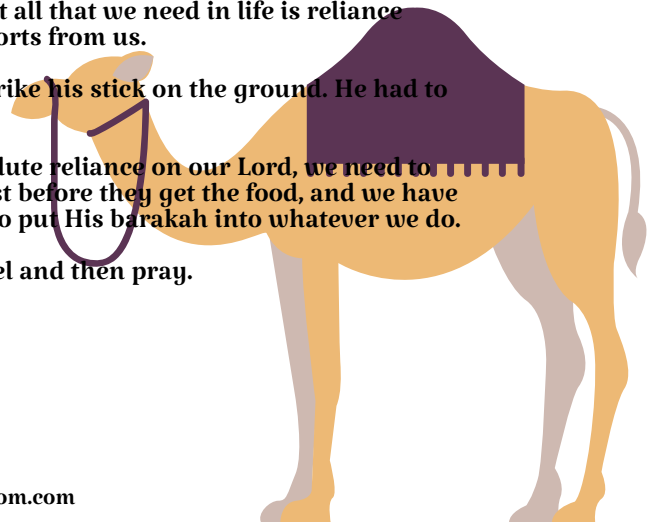 t all that we need in life is reliance
orts from us.
rike his stick on the ground. He had to
lute reliance on our Lord, we need to
st before they get the food, and we have
o put His barakah into whatever we do.
el and then pray.
om.com